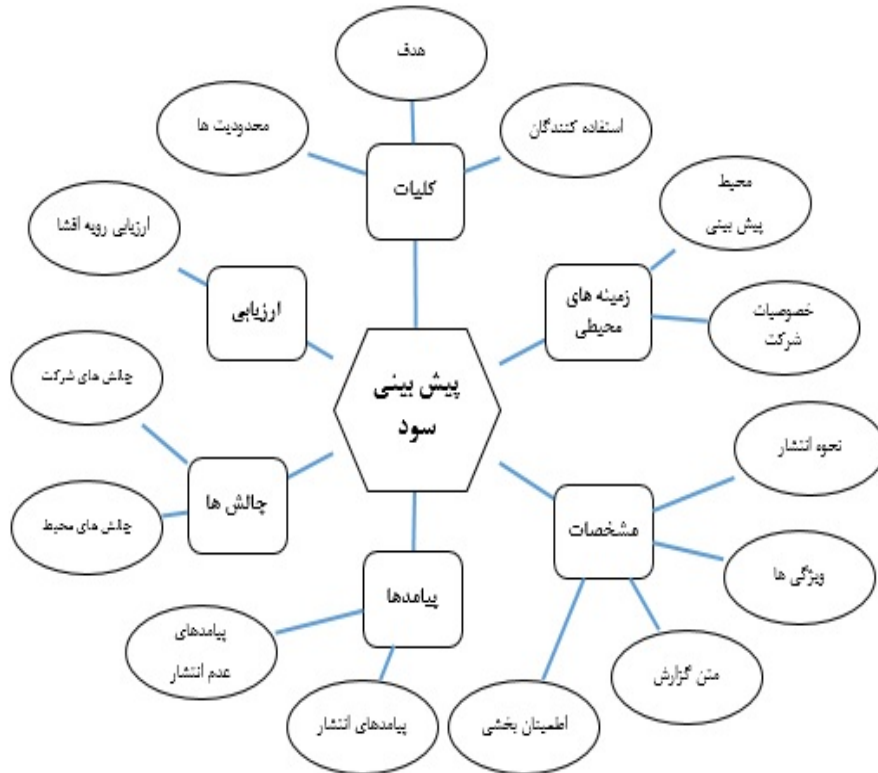 هدف
محدودیت ها
استفاده کنندگان
کلیات
محیط
پیش بینی
ارزیابی رویه افشا
ارزیابی
زمینه های
محیطی
خصوصیات
شرکت
چالش های شرکت
پیش بینی
سود
نحوه انتشار
چالش ها
چالش های محیط
مشخصات
ویژگی ها
پیامدها
پیامدهای
عدم انتشار
متن گزارش
پیامدهای انتشار
اطمینان بخشی